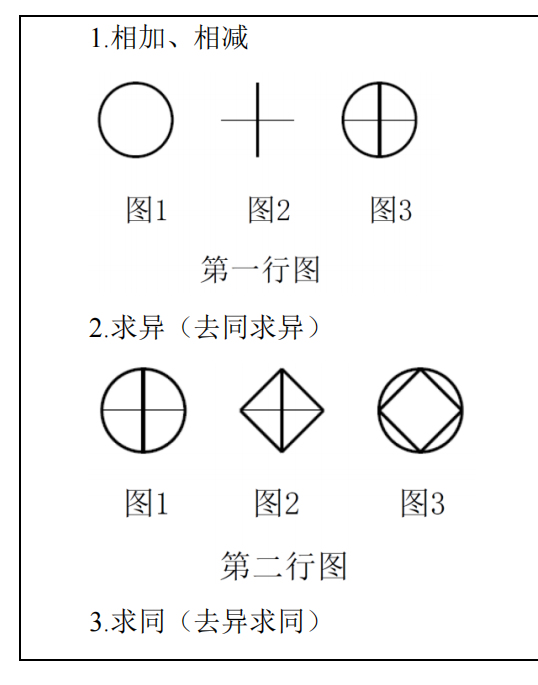 1.相加、相减
图1 图2 图3
第一行图
2.求异（去同求异）
图1 图2 图3
第二行图
3.求同（去异求同）